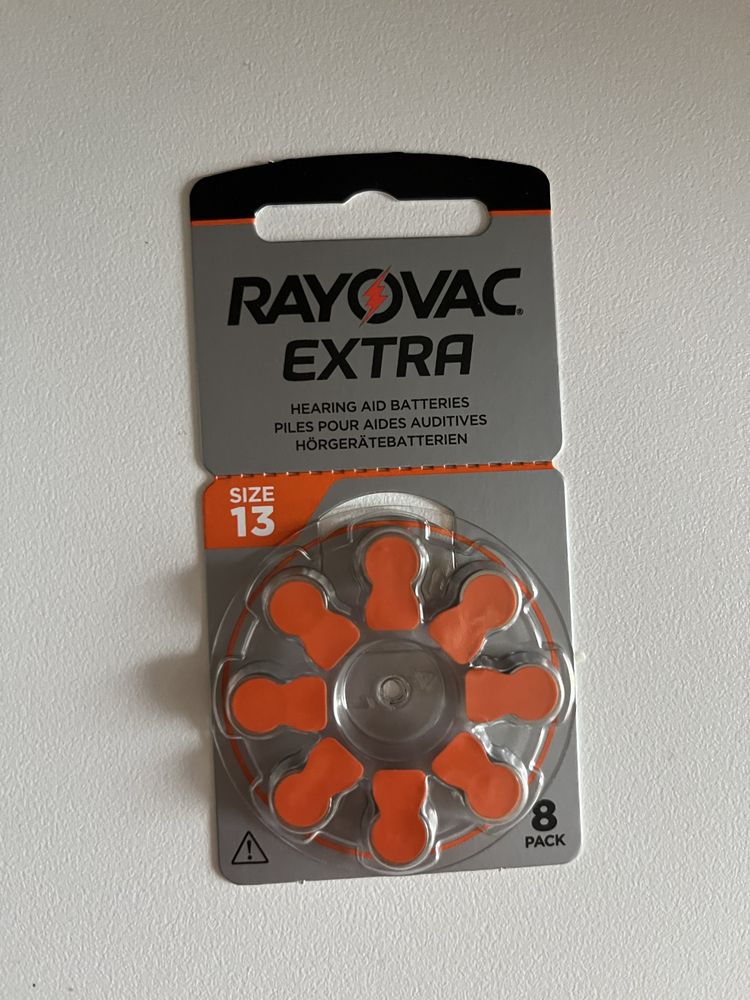 RAYOVAC®
EXTRA
HEARING AID BATTERIES
PILES POUR AIDES AUDITIVES
HÖRGERÄTEBATTERIEN
SIZE
13
8
PACK